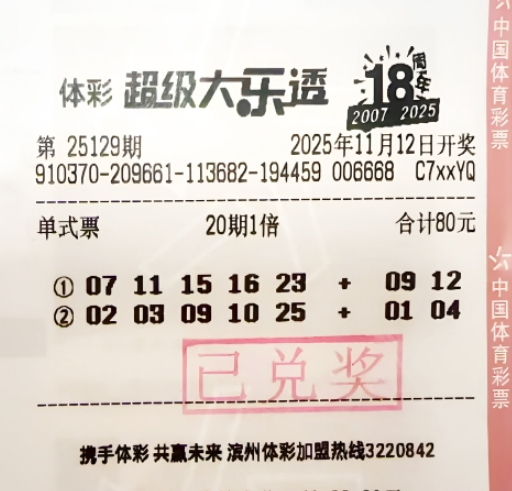 体彩 超级大乐透 18周年
2007 2025
第 25129期 2025年11月12日开奖
910370-209661-113682-194459 006668 C7xxYQ
单式票 20期1倍 合计80元
① 07 11 15 16 23 + 09 12
② 02 03 09 10 25 + 01 04
已兑奖
携手体彩 共赢未来 滨州体彩加盟热线3220842
中国体育彩票
中国体育彩票